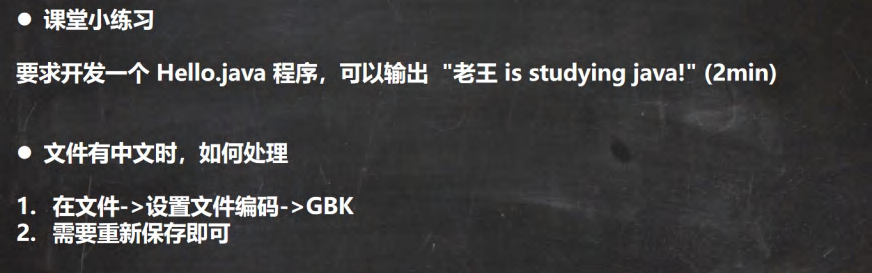 ● 课堂小练习
要求开发一个 Hello.java 程序，可以输出 "老王 is studying java!" (2min)
● 文件有中文时，如何处理
1. 在文件->设置文件编码->GBK
2. 需要重新保存即可